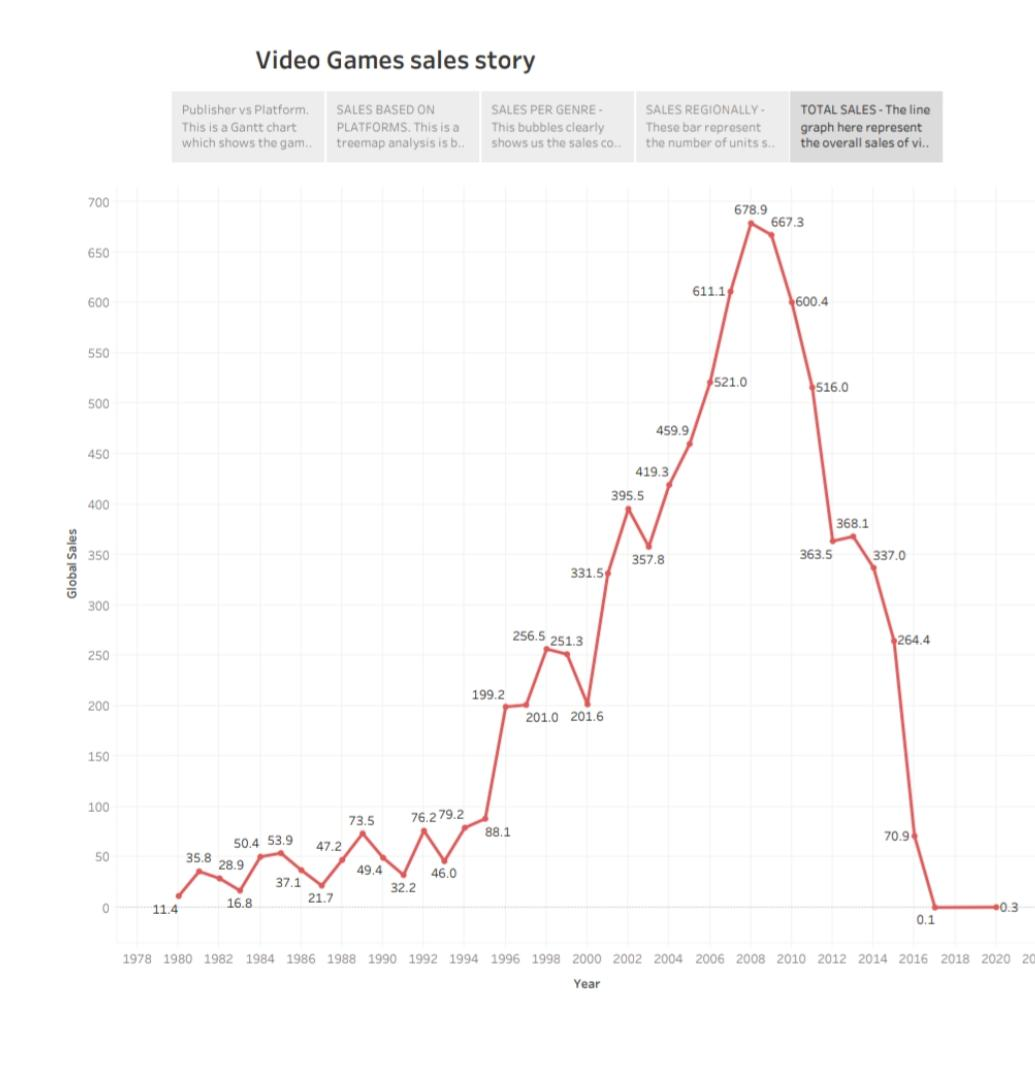 Video Games sales story
Publisher vs Platform.
This is a Gantt chart
which shows the gam..
SALES BASED ON
PLATFORMS. This is a
treemap analysis is b..
SALES PER GENRE -
This bubbles clearly
shows us the sales co..
SALES REGIONALLY -
These bar represent
the number of units s..
TOTAL SALES - The line
graph here represent
the overall sales of vi..
700
650
600
550
500
450
400
350
300
250
200
150
100
50
0
Global Sales
11.4
35.8
28.9
16.8
50.4
53.9
37.1
21.7
47.2
73.5
49.4
32.2
76.2
46.0
79.2
88.1
199.2
201.0
256.5
251.3
201.6
331.5
395.5
357.8
419.3
459.9
521.0
611.1
678.9
667.3
600.4
516.0
363.5
368.1
337.0
264.4
70.9
0.1
0.3
1978 1980 1982 1984 1986 1988 1990 1992 1994 1996 1998 2000 2002 2004 2006 2008 2010 2012 2014 2016 2018 2020 20
Year